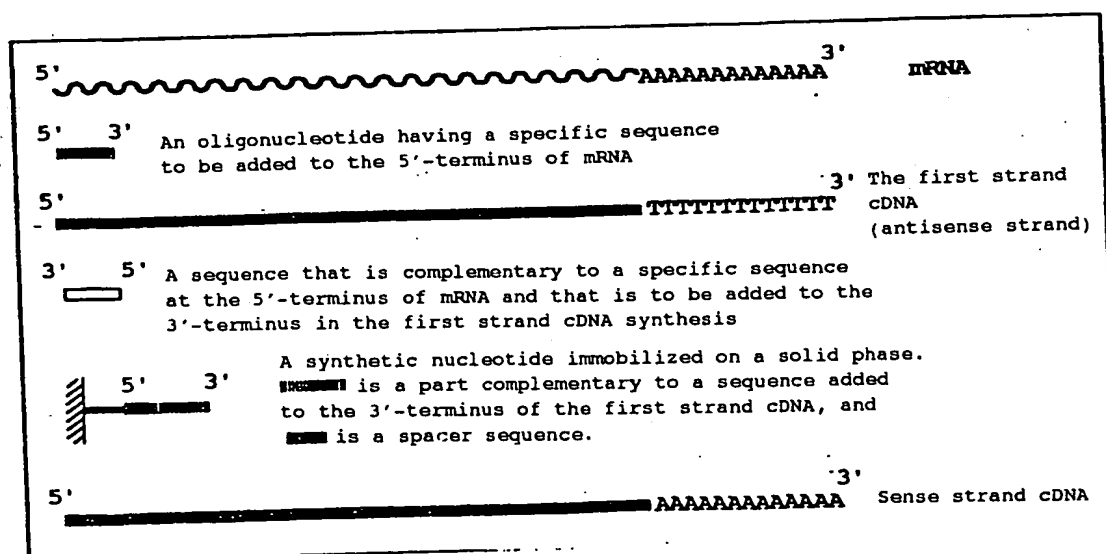 5' AAAAAAAAAAAAA 3' mRNA
5' 3' An oligonucleotide having a specific sequence
to be added to the 5'-terminus of mRNA
5' TTTTTTTTTTTTT 3' The first strand
cDNA
(antisense strand)
3' 5' A sequence that is complementary to a specific sequence
at the 5'-terminus of mRNA and that is to be added to the
3'-terminus in the first strand cDNA synthesis
A synthetic nucleotide immobilized on a solid phase.
5' 3' is a part complementary to a sequence added
to the 3'-terminus of the first strand cDNA, and
is a spacer sequence.
5' AAAAAAAAAAAAA 3' Sense strand cDNA